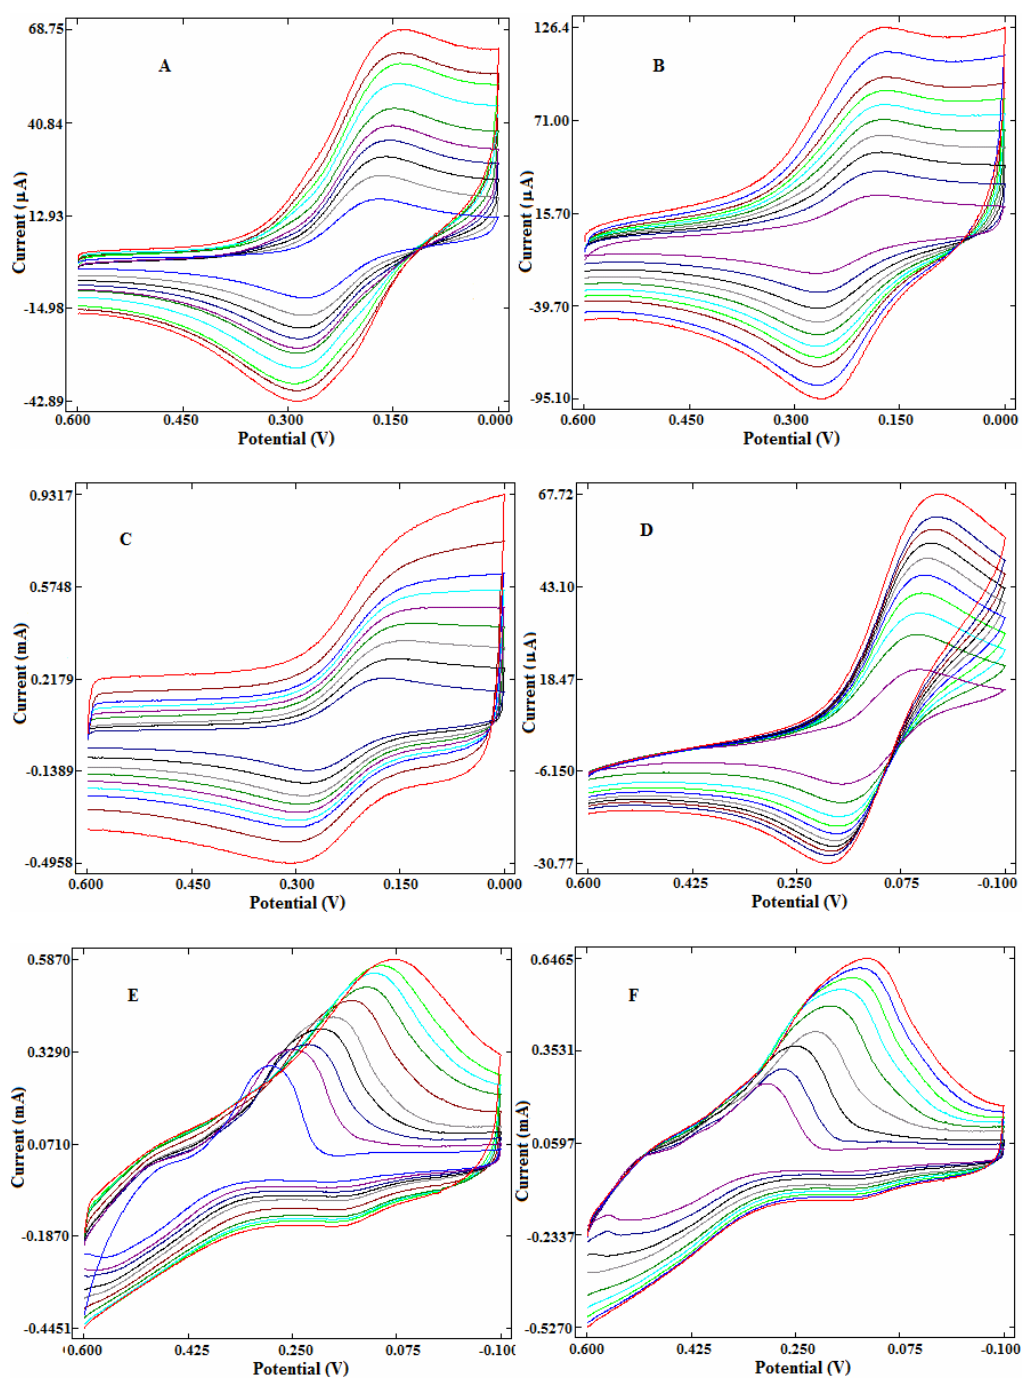 A
68.75
40.84
12.93
-14.98
-42.89
Current (µA)
0.600 0.450 0.300 0.150 0.000
Potential (V)
B
126.4
71.00
15.70
-39.70
-95.10
Current (µA)
0.600 0.450 0.300 0.150 0.000
Potential (V)
C
0.9317
0.5748
0.2179
-0.1389
-0.4958
Current (mA)
0.600 0.450 0.300 0.150 0.000
Potential (V)
D
67.72
43.10
18.47
-6.150
-30.77
Current (µA)
0.600 0.425 0.250 0.075 -0.100
Potential (V)
E
0.5870
0.3290
0.0710
-0.1870
-0.4451
Current (mA)
0.600 0.425 0.250 0.075 -0.100
Potential (V)
F
0.6465
0.3531
0.0597
-0.2337
-0.5270
Current (mA)
0.600 0.425 0.250 0.075 -0.100
Potential (V)